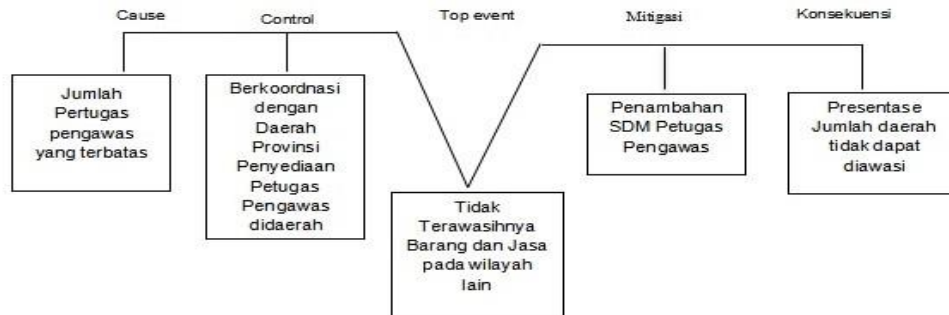 Cause Control Top event Mitigasi Konsekuensi
Jumlah
Pertugas
pengawas
yang terbatas
Berkoordnasi
dengan
Daerah
Provinsi
Penyediaan
Petugas
Pengawas
didaerah
Tidak
Terawasihnya
Barang dan Jasa
pada wilayah
lain
Penambahan
SDM Petugas
Pengawas
Presentase
Jumlah daerah
tidak dapat
diawasi